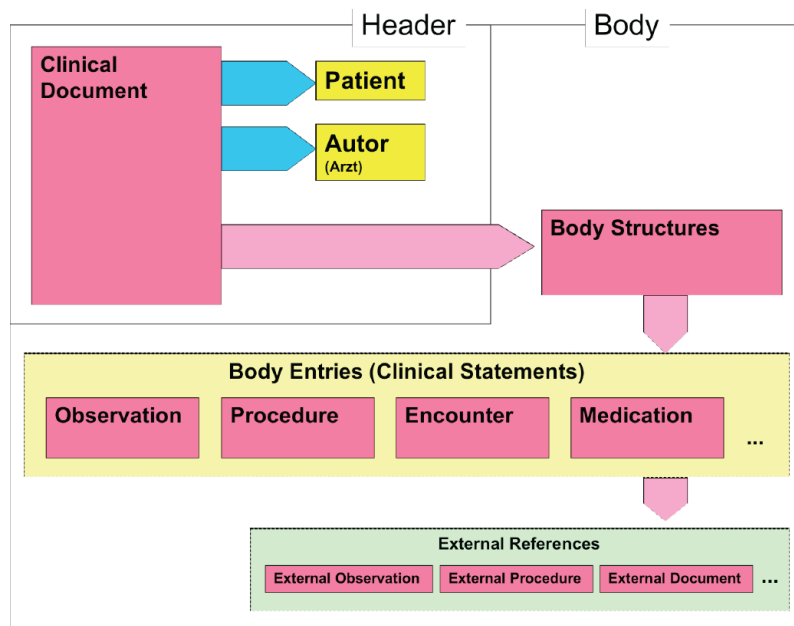 Header
Body
Clinical
Document
Patient
Autor
(Arzt)
Body Structures
Body Entries (Clinical Statements)
Observation
Procedure
Encounter
Medication
...
External References
External Observation
External Procedure
External Document
...